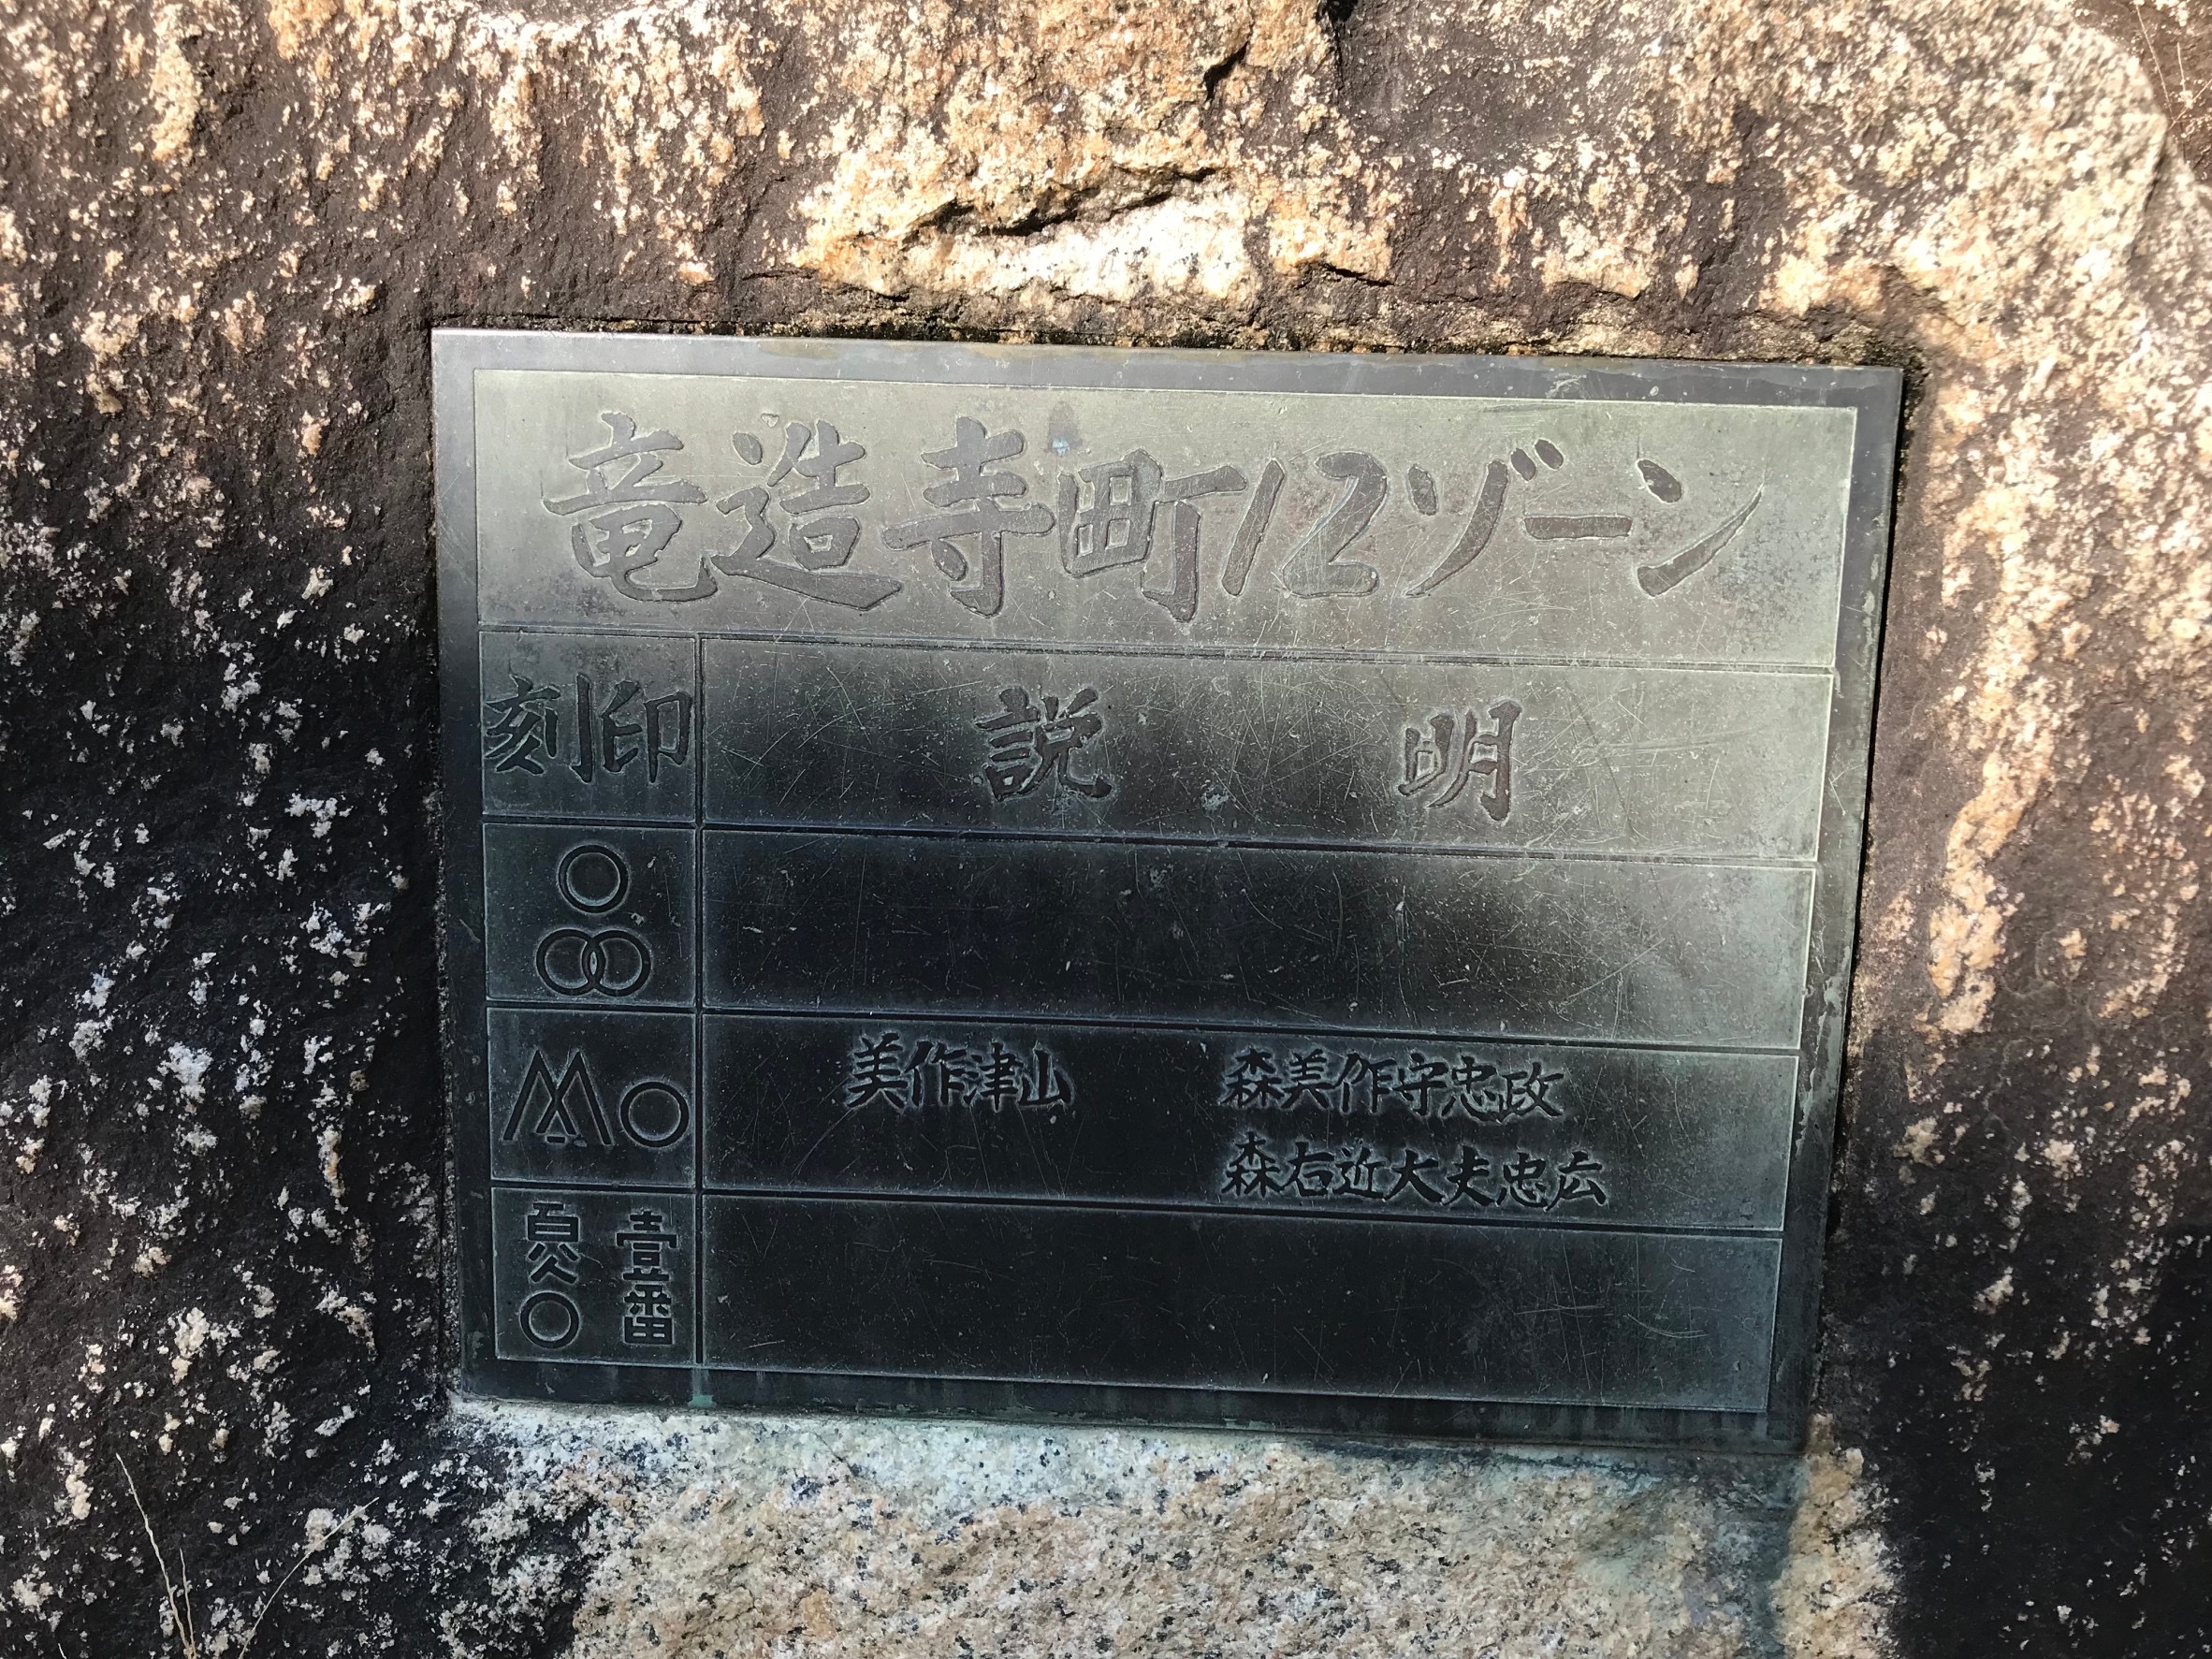 竜造寺町12ゾーン
刻印 説明
美作津山 森美作守忠政
森右近大夫忠広
壹番